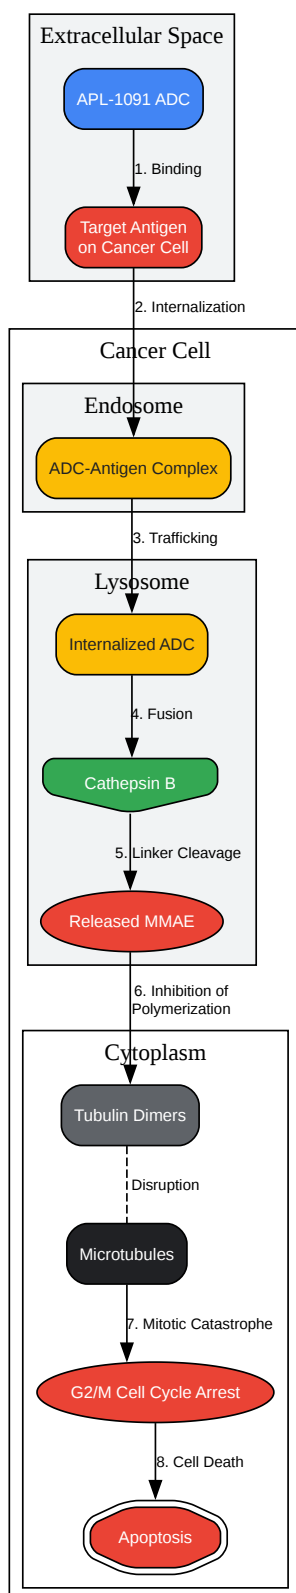 Extracellular Space
APL-1091 ADC
1. Binding
Target Antigen
on Cancer Cell
2. Internalization
Cancer Cell
Endosome
ADC-Antigen Complex
3. Trafficking
Lysosome
Internalized ADC
4. Fusion
Cathepsin B
5. Linker Cleavage
Released MMAE
6. Inhibition of
Polymerization
Cytoplasm
Tubulin Dimers
Disruption
Microtubules
7. Mitotic Catastrophe
G2/M Cell Cycle Arrest
8. Cell Death
Apoptosis